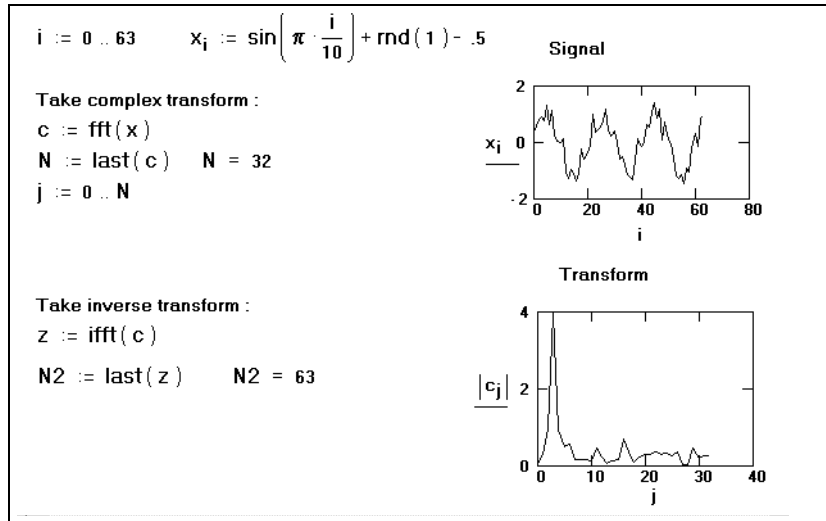 i := 0 .. 63 x_i := sin(π · i/10) + rnd(1) - .5
Take complex transform :
c := fft(x)
N := last(c) N = 32
j := 0 .. N
Signal
2
x_i 0
-2
0 20 40 60 80
i
Take inverse transform :
z := ifft(c)
N2 := last(z) N2 = 63
Transform
4
|c_j| 2
0
0 10 20 30 40
j